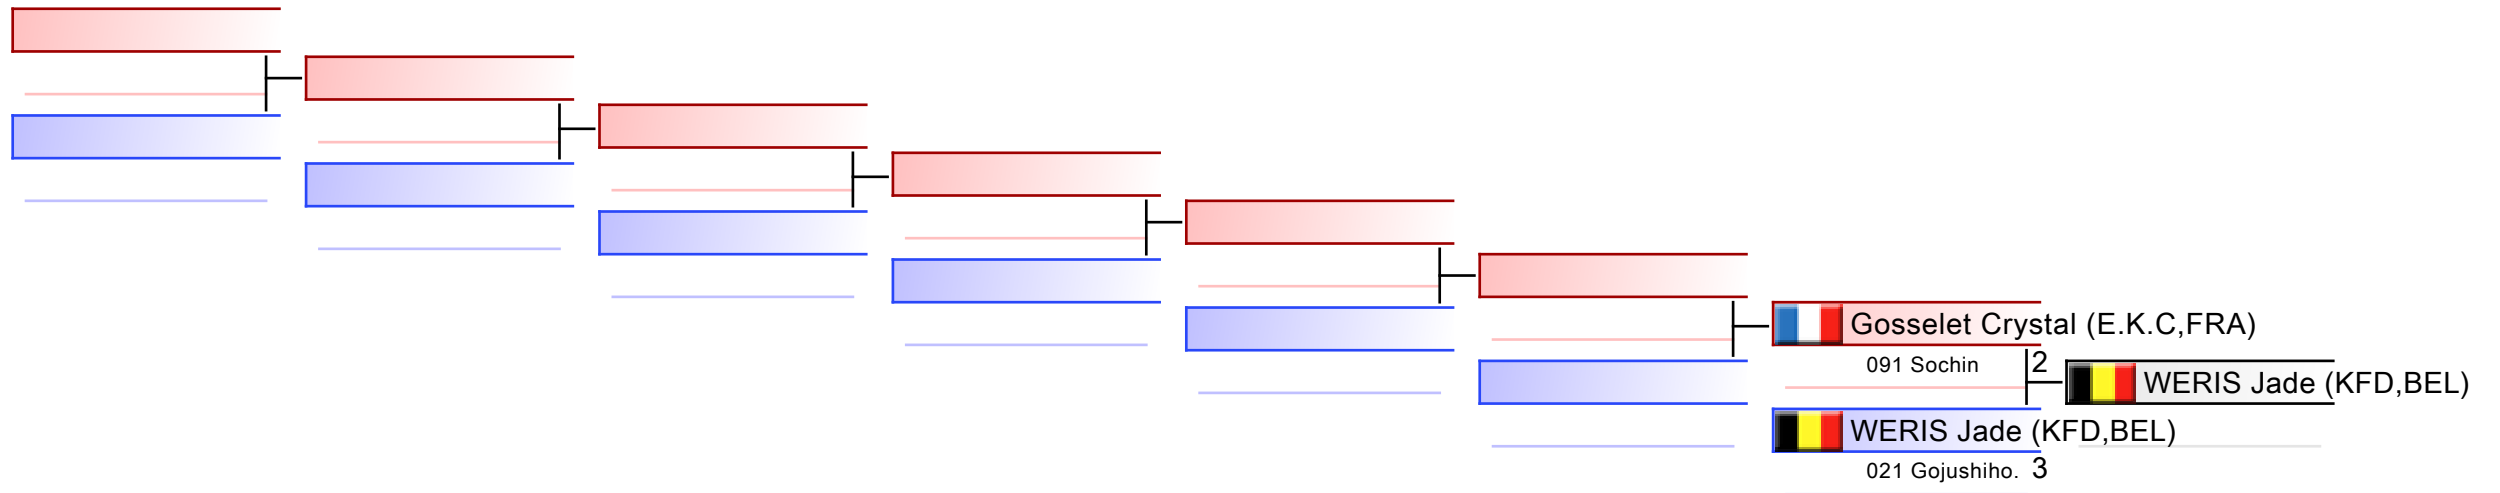 Gosselet Crystal (E.K.C,FRA)
091 Sochin 2
WERIS Jade (KFD,BEL)
WERIS Jade (KFD,BEL)
021 Gojushiho. 3